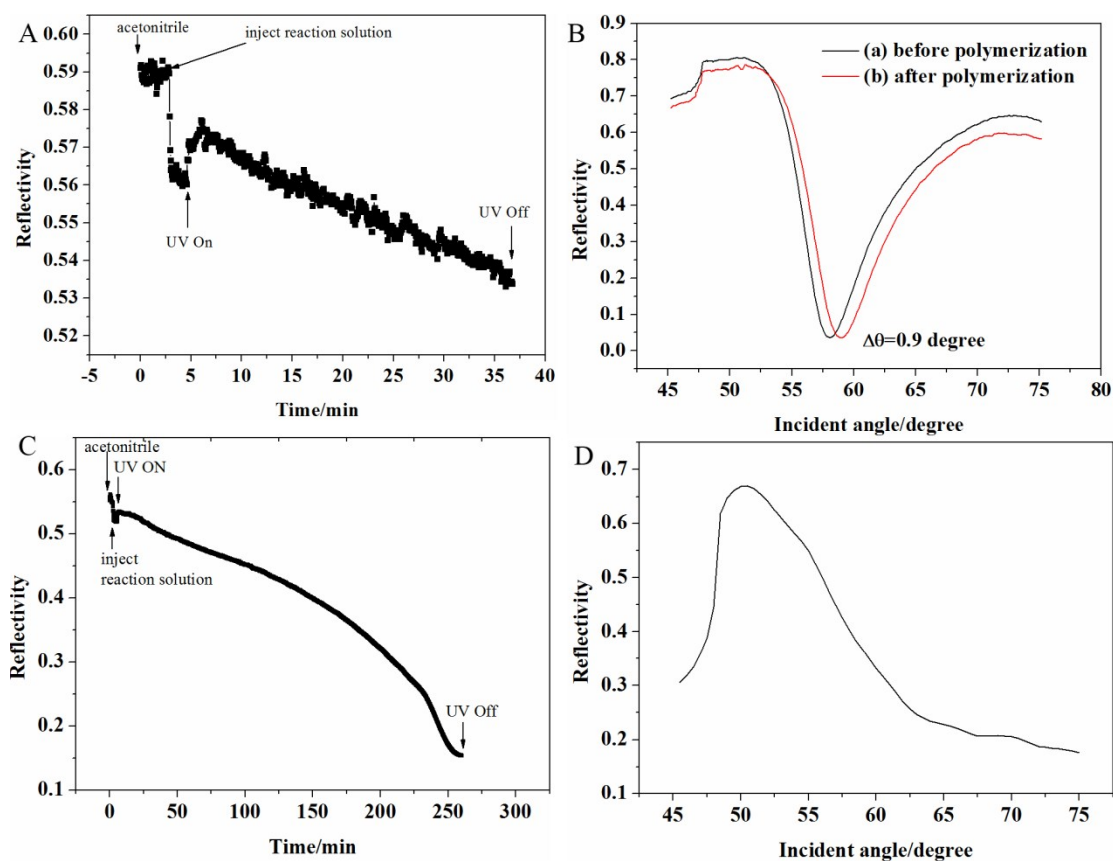 A
acetonitrile
inject reaction solution
UV On
UV Off
0.60
0.59
0.58
0.57
0.56
0.55
0.54
0.53
0.52
Reflectivity
-5 0 5 10 15 20 25 30 35 40
Time/min
B
(a) before polymerization
(b) after polymerization
Δθ=0.9 degree
0.9
0.8
0.7
0.6
0.5
0.4
0.3
0.2
0.1
0.0
Reflectivity
45 50 55 60 65 70 75 80
Incident angle/degree
C
acetonitrile
UV ON
inject
reaction solution
UV Off
0.6
0.5
0.4
0.3
0.2
0.1
Reflectivity
0 50 100 150 200 250 300
Time/min
D
0.7
0.6
0.5
0.4
0.3
0.2
0.1
Reflectivity
45 50 55 60 65 70 75
Incident angle/degree